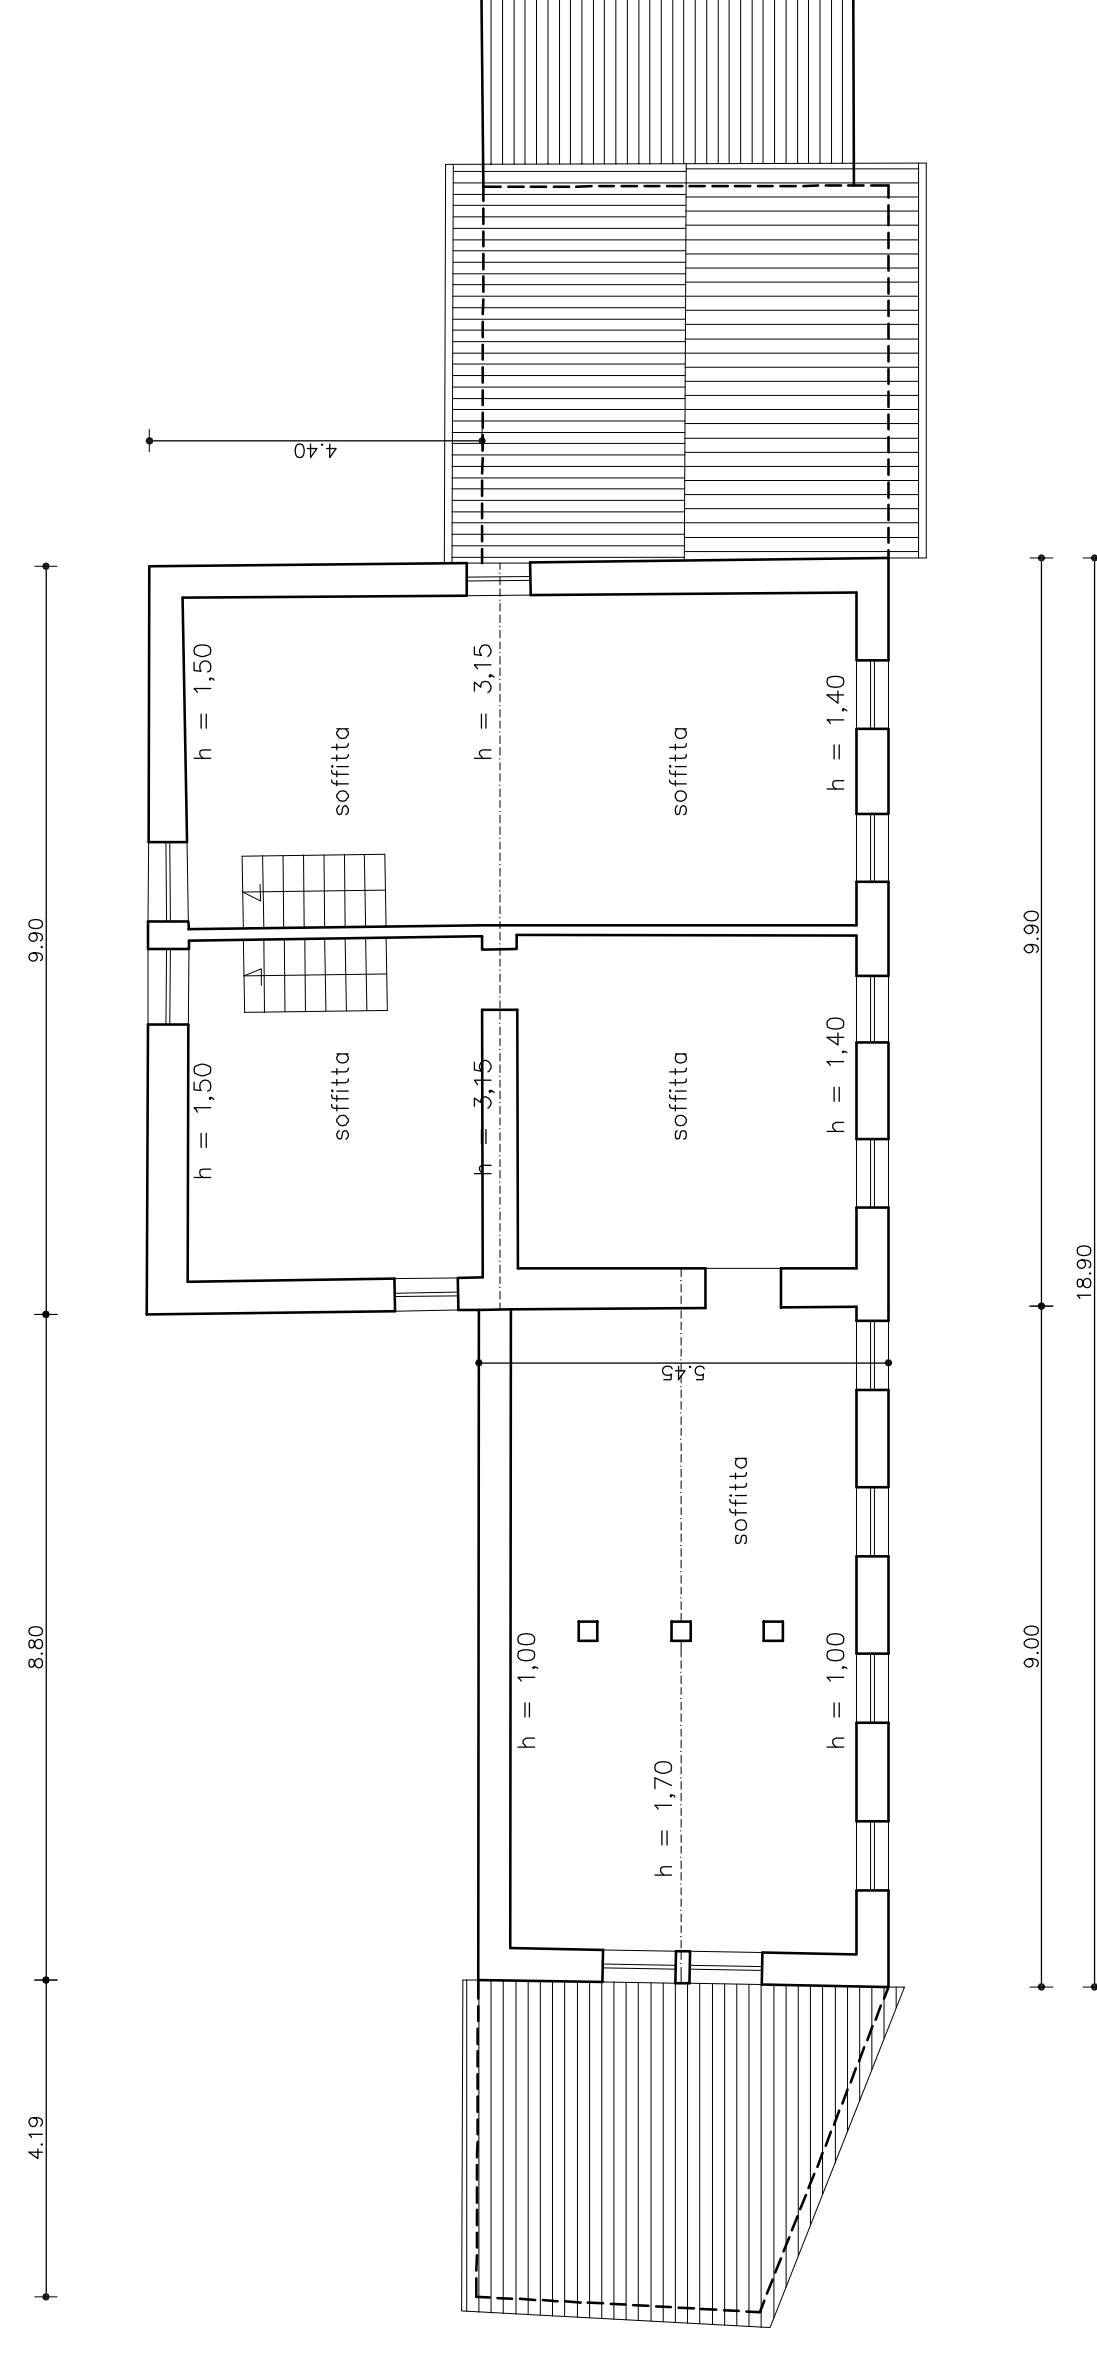 4.40
h = 1,50
h = 3,15
h = 1,40
soffitta
soffitta
9.90
9.90
h = 1,50
h = 3,15
h = 1,40
soffitta
soffitta
18.90
5.45
soffitta
8.80
h = 1,00
h = 1,00
9.00
h = 1,70
4.19